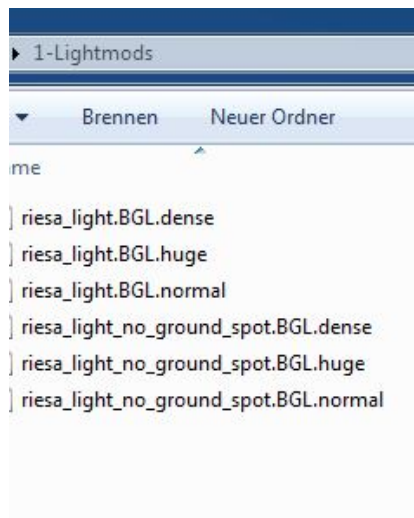 1-Lightmods
Brennen Neuer Ordner
me
riesa_light.BGL.dense
riesa_light.BGL.huge
riesa_light.BGL.normal
riesa_light_no_ground_spot.BGL.dense
riesa_light_no_ground_spot.BGL.huge
riesa_light_no_ground_spot.BGL.normal